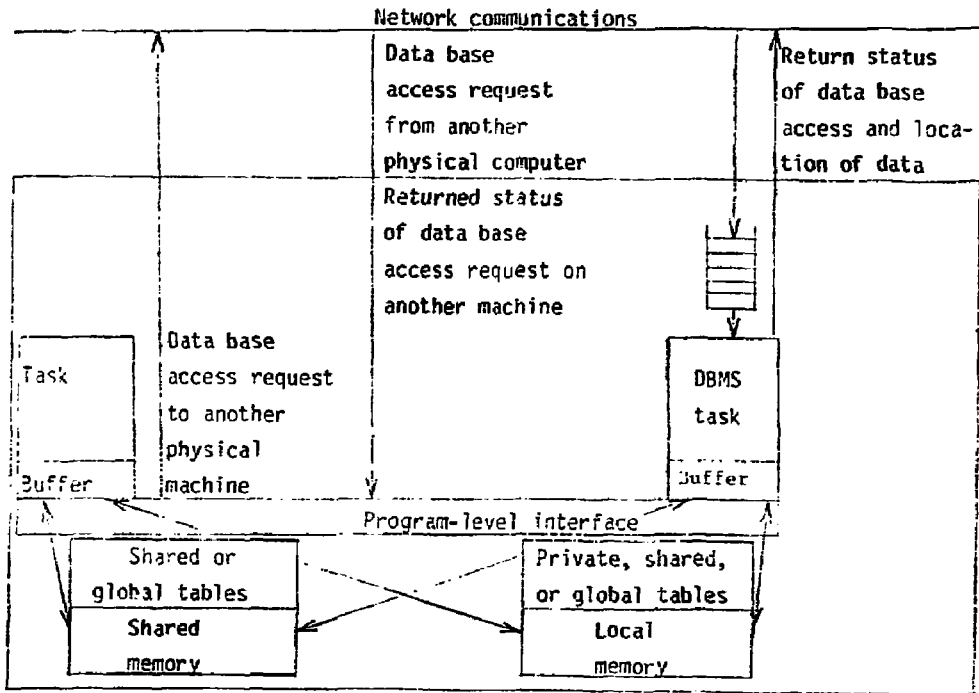 Network communications
Data base
access request
from another
physical computer
Return status
of data base
access and loca-
tion of data
Returned status
of data base
access request on
another machine
Task
Buffer
Data base
access request
to another
physical
machine
DBMS
task
Buffer
Program-level interface
Shared or
global tables
Shared
memory
Private, shared,
or global tables
Local
memory